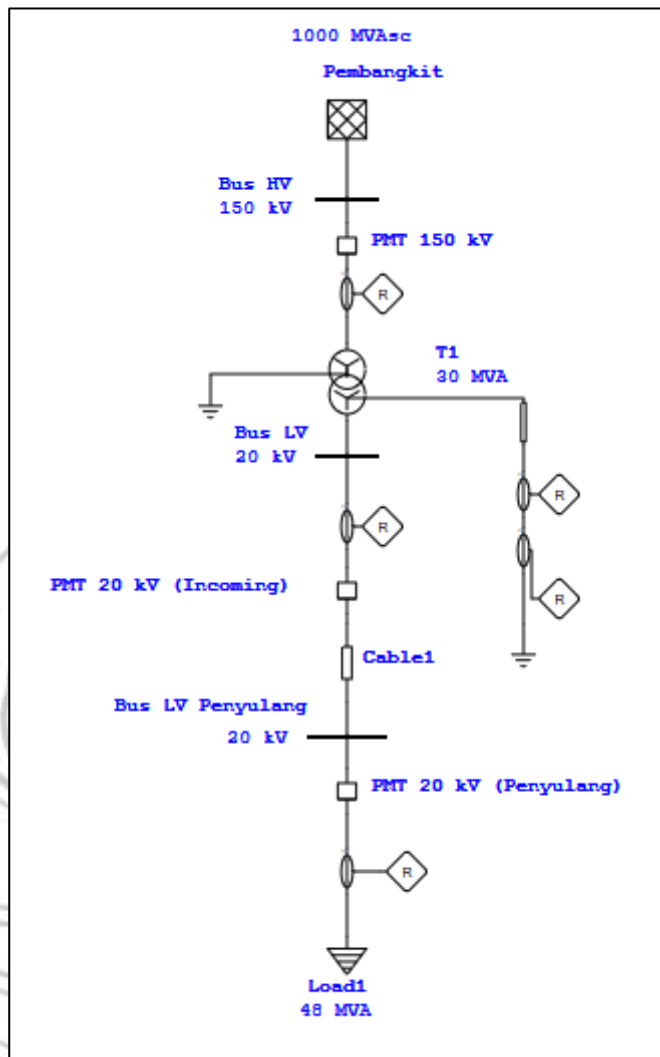 1000 MVAsc
Pembangkit
Bus HV
150 kV
PMT 150 kV
R
T1
30 MVA
Bus LV
20 kV
R
R
PMT 20 kV (Incoming)
R
Cable1
Bus LV Penyulang
20 kV
PMT 20 kV (Penyulang)
R
Load1
48 MVA